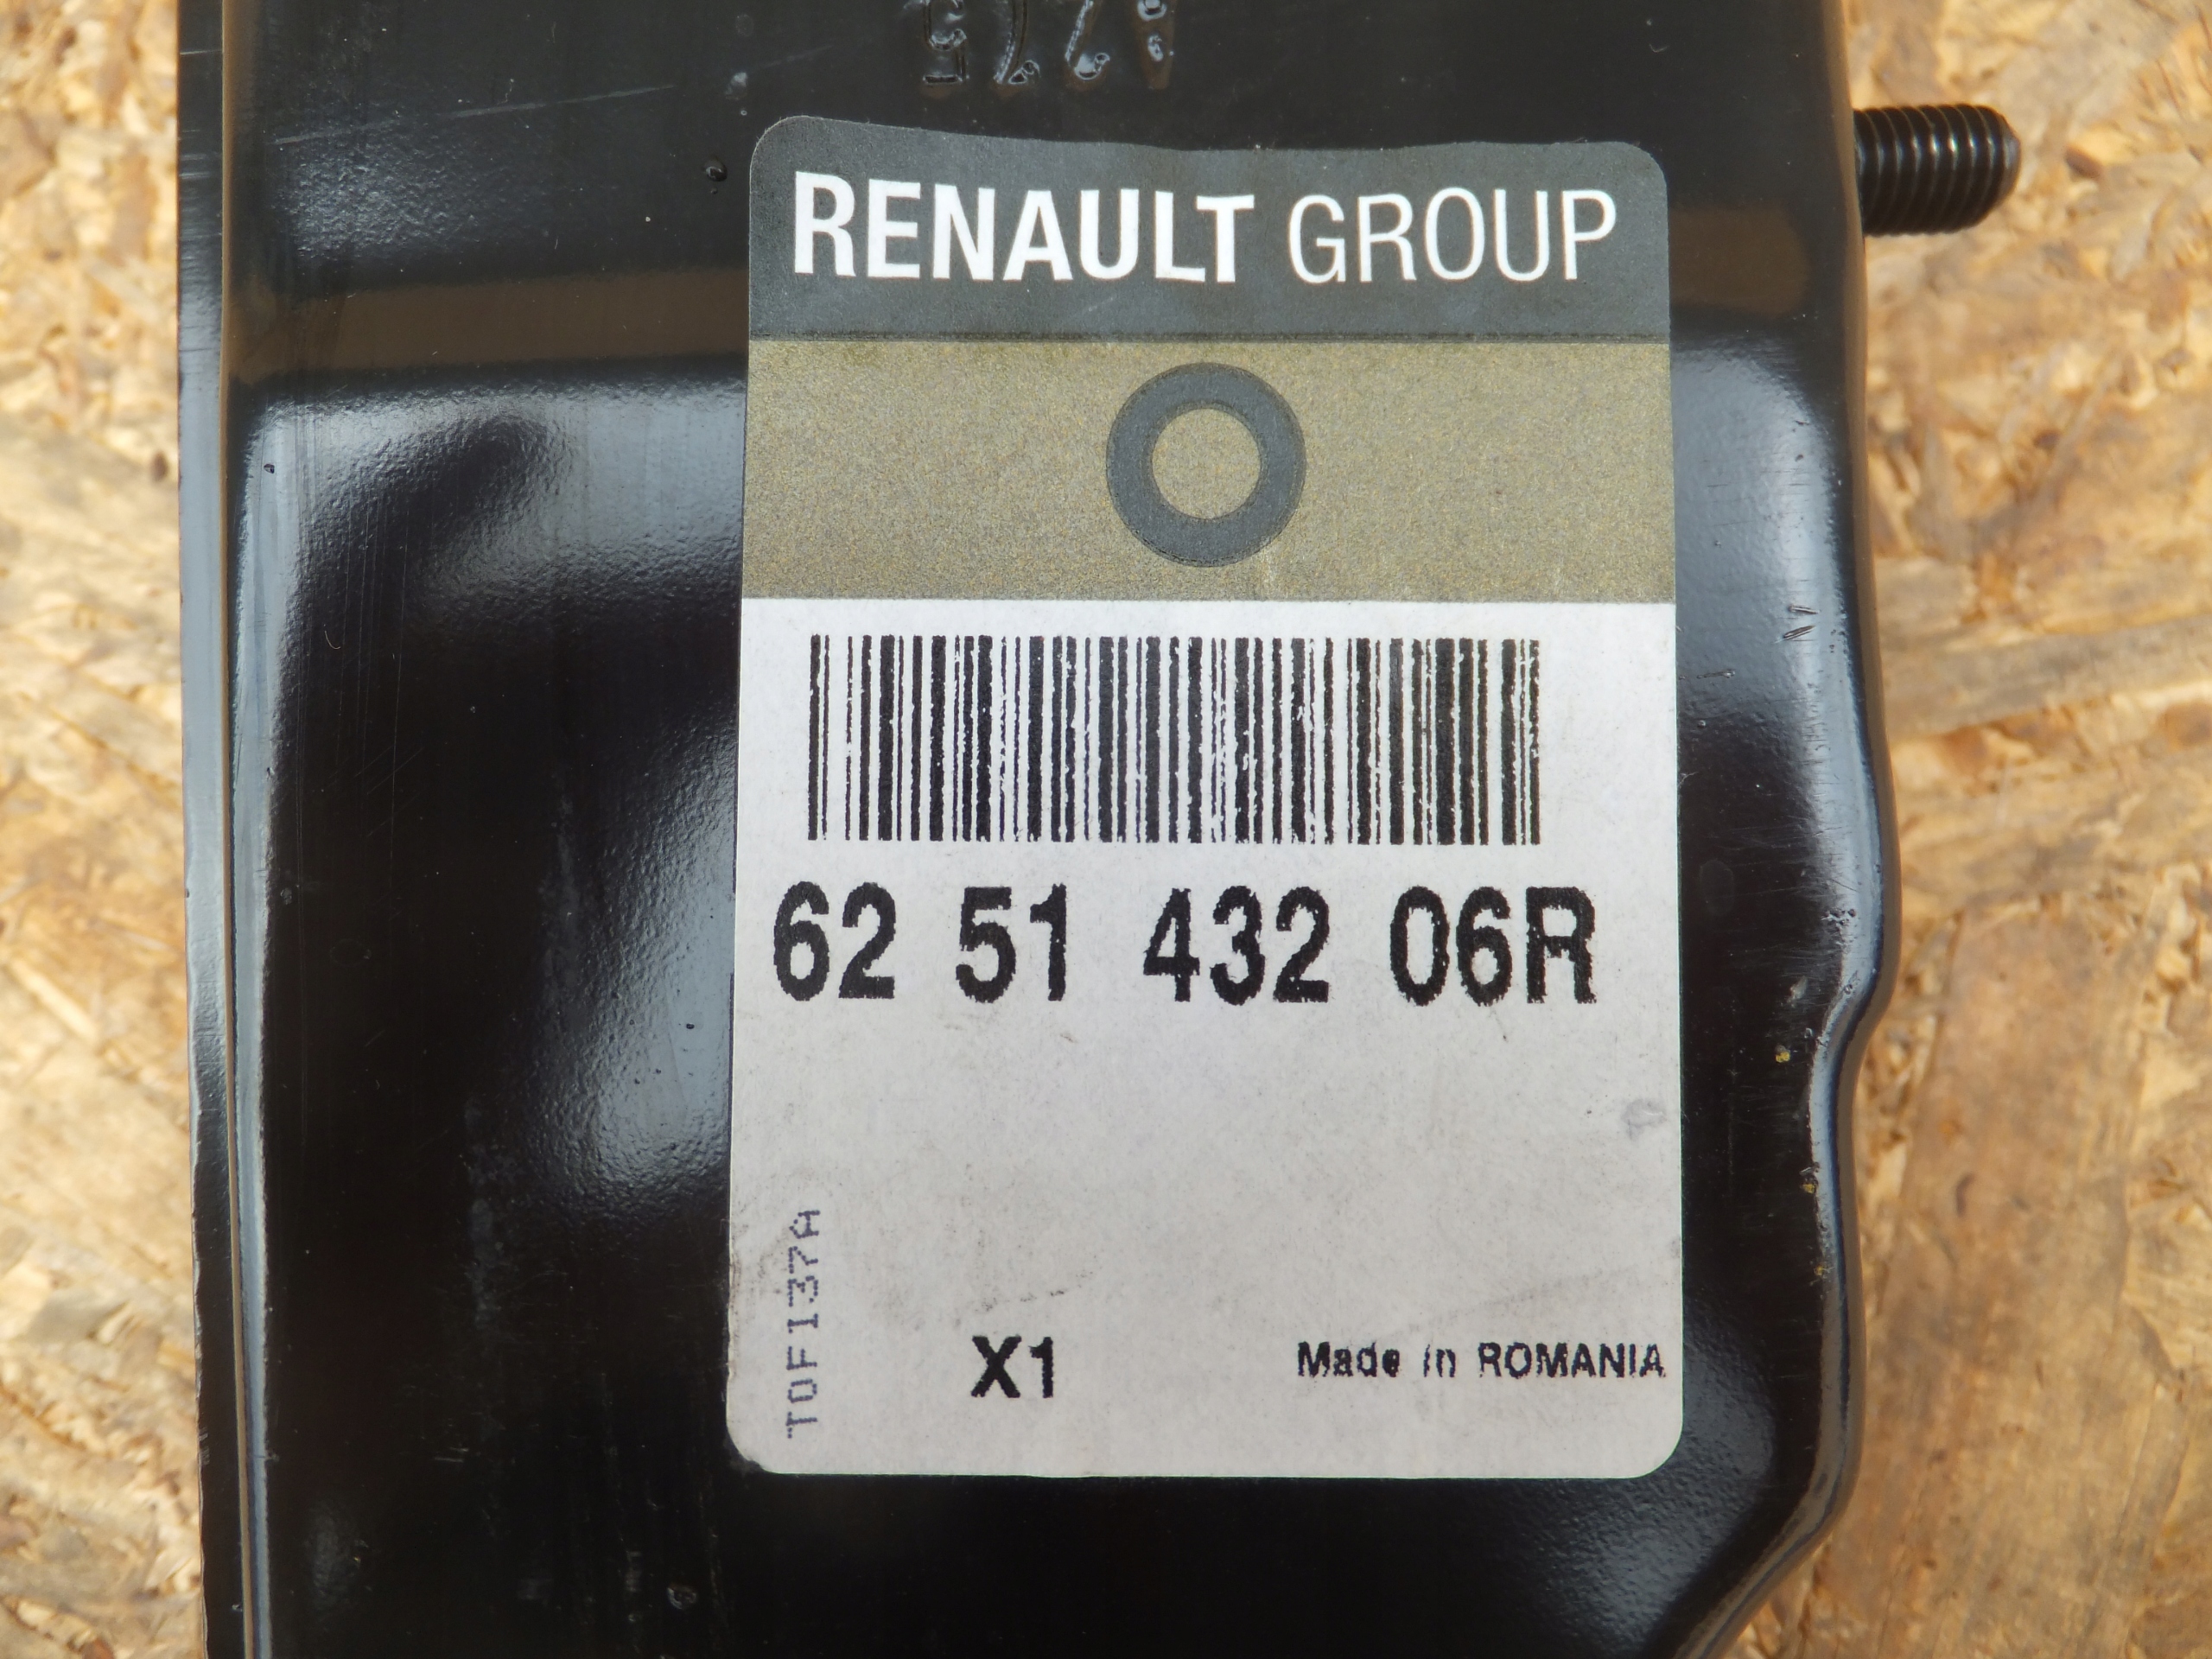 RENAULT GROUP
62 51 432 06R
T0F137A
X1
Made in ROMANIA